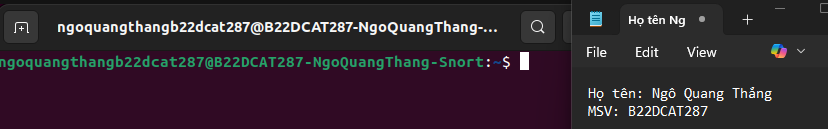 ngoquangthangb22dcat287@B22DCAT287-NgoQuangThang-...
ngoquangthangb22dcat287@B22DCAT287-NgoQuangThang-Snort:~$
Họ tên Ng
File Edit View
Họ tên: Ngô Quang Thắng
MSV: B22DCAT287